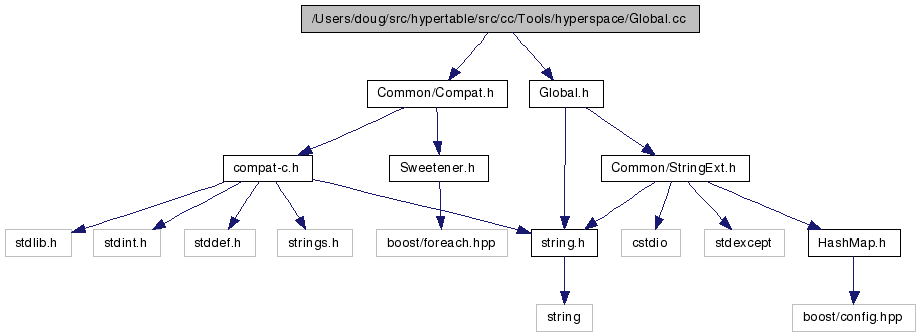 /Users/doug/src/hypertable/src/cc/Tools/hyperspace/Global.cc
Common/Compat.h
Global.h
compat-c.h
Sweetener.h
Common/StringExt.h
stdlib.h
stdint.h
stddef.h
strings.h
boost/foreach.hpp
string.h
cstdio
stdexcept
HashMap.h
string
boost/config.hpp